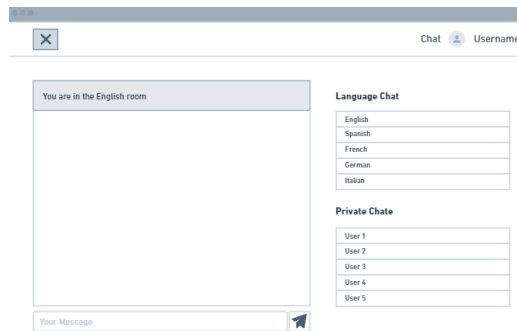 Chat Username
You are in the English room
Your Message
Language Chat
English
Spanish
French
German
Italian
Private Chate
User 1
User 2
User 3
User 4
User 5